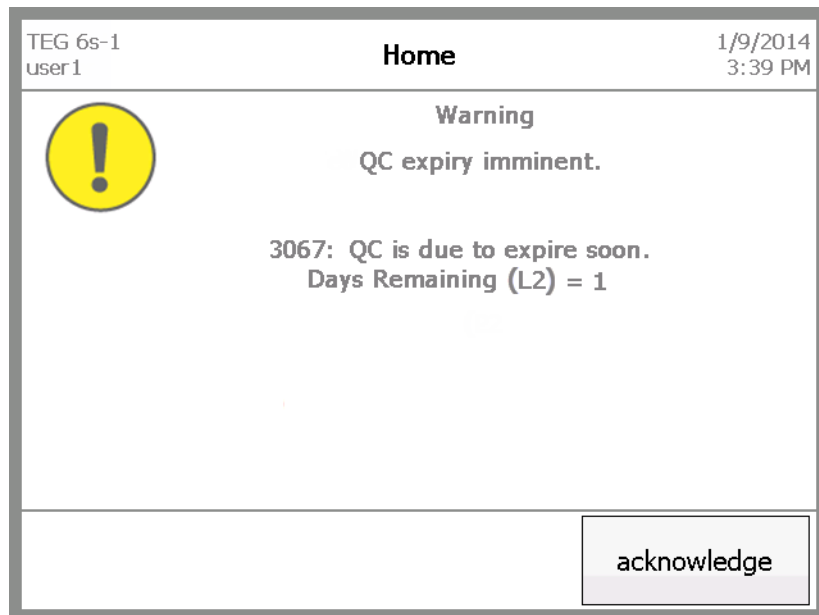 TEG 6s-1
user1
Home
1/9/2014
3:39 PM
Warning
QC expiry imminent.
3067: QC is due to expire soon.
Days Remaining (L2) = 1
acknowledge